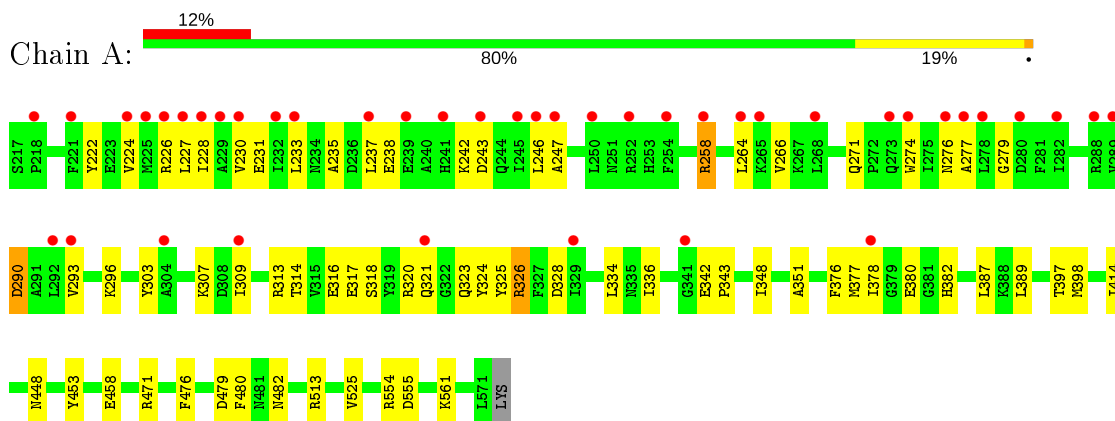 12%
Chain A:
80% 19%
S217 P218 F221 Y222 E223 V224 M225 R226 L227 I228 A229 V230 E231 I232 L233 N234 A235 D236 L237 E238 E239 A240 H241 K242 D243 Q244 I245 L246 A247 L250 N251 R252 H253 F254 R258 L264 K265 V266 K267 L268 Q271 P272 Q273 W274 I275 N276 A277 L278 G279 D280 F281 I282 R288
D290 A291 L292 V293 K296 Y303 A304 K307 D308 I309 R313 T314 V315 E316 E317 S318 Y319 R320 Q321 G322 Q323 Y324 Y325 R326 F327 D328 I329 L334 N335 I336 G341 E342 P343 I348 A351 F376 M377 I378 G379 E380 G381 H382 L387 K388 L389 T397 M398
N448 Y453 E458 R471 F476 D479 F480 N481 N482 R513 V525 R554 D555 K561 L571 LYS